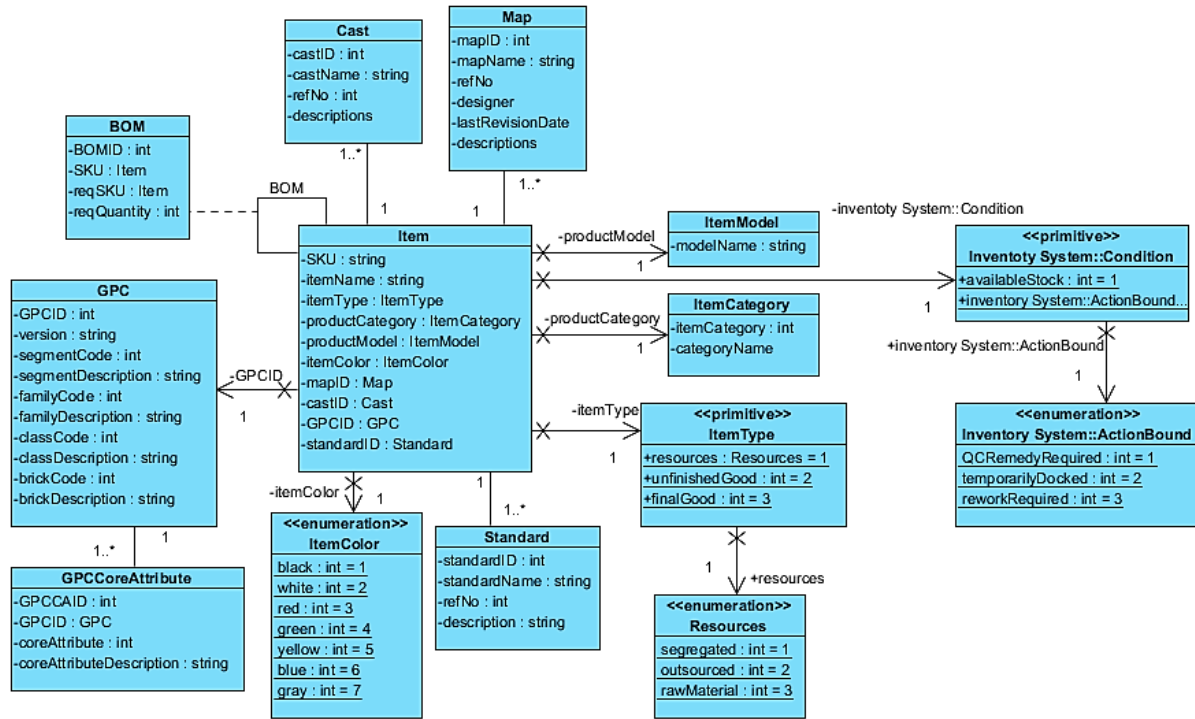 Cast
-castID : int
-castName : string
-refNo : int
-descriptions
1..*
1
Map
-mapID : int
-mapName : string
-refNo
-designer
-lastRevisionDate
-descriptions
1..*
1
BOM
-BOMID : int
-SKU : Item
-reqSKU : Item
-reqQuantity : int
BOM
Item
-SKU : string
-itemName : string
-itemType : ItemType
-productCategory : ItemCategory
-productModel : ItemModel
-itemColor : ItemColor
-mapID : Map
-castID : Cast
-GPCID : GPC
-standardID : Standard
-productModel
1
ItemModel
-modelName : string
-inventoty System::Condition
1
<<primitive>>
Inventoty System::Condition
+availableStock : int = 1
+inventory System::ActionBound...
-productCategory
1
ItemCategory
-itemCategory : int
-categoryName
+inventory System::ActionBound
1
<<enumeration>>
Inventory System::ActionBound
QCRemedyRequired : int = 1
temporarilyDocked : int = 2
reworkRequired : int = 3
GPC
-GPCID : int
-version : string
-segmentCode : int
-segmentDescription : string
-familyCode : int
-familyDescription : string
-classCode : int
-classDescription : string
-brickCode : int
-brickDescription : string
-GPCID
1
-itemType
1
<<primitive>>
ItemType
+resources : Resources = 1
+unfinishedGood : int = 2
+finalGood : int = 3
1..*
1
GPCCoreAttribute
-GPCCAID : int
-GPCID : GPC
-coreAttribute : int
-coreAttributeDescription : string
-itemColor
1
<<enumeration>>
ItemColor
black : int = 1
white : int = 2
red : int = 3
green : int = 4
yellow : int = 5
blue : int = 6
gray : int = 7
1
1..*
Standard
-standardID : int
-standardName : string
-refNo : int
-description : string
1
+resources
<<enumeration>>
Resources
segregated : int = 1
outsourced : int = 2
rawMaterial : int = 3